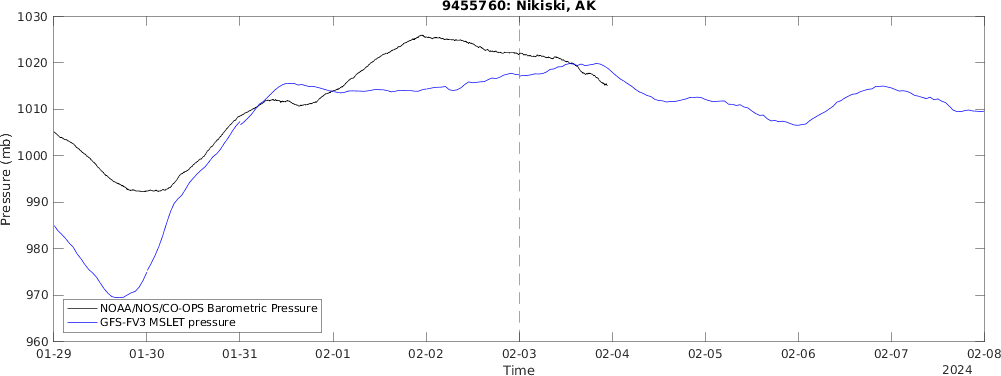 9455760: Nikiski, AK
Pressure (mb)
1030
1020
1010
1000
990
980
970
960
NOAA/NOS/CO-OPS Barometric Pressure
GFS-FV3 MSLET pressure
01-29 01-30 01-31 02-01 02-02 02-03 02-04 02-05 02-06 02-07 02-08
Time
2024